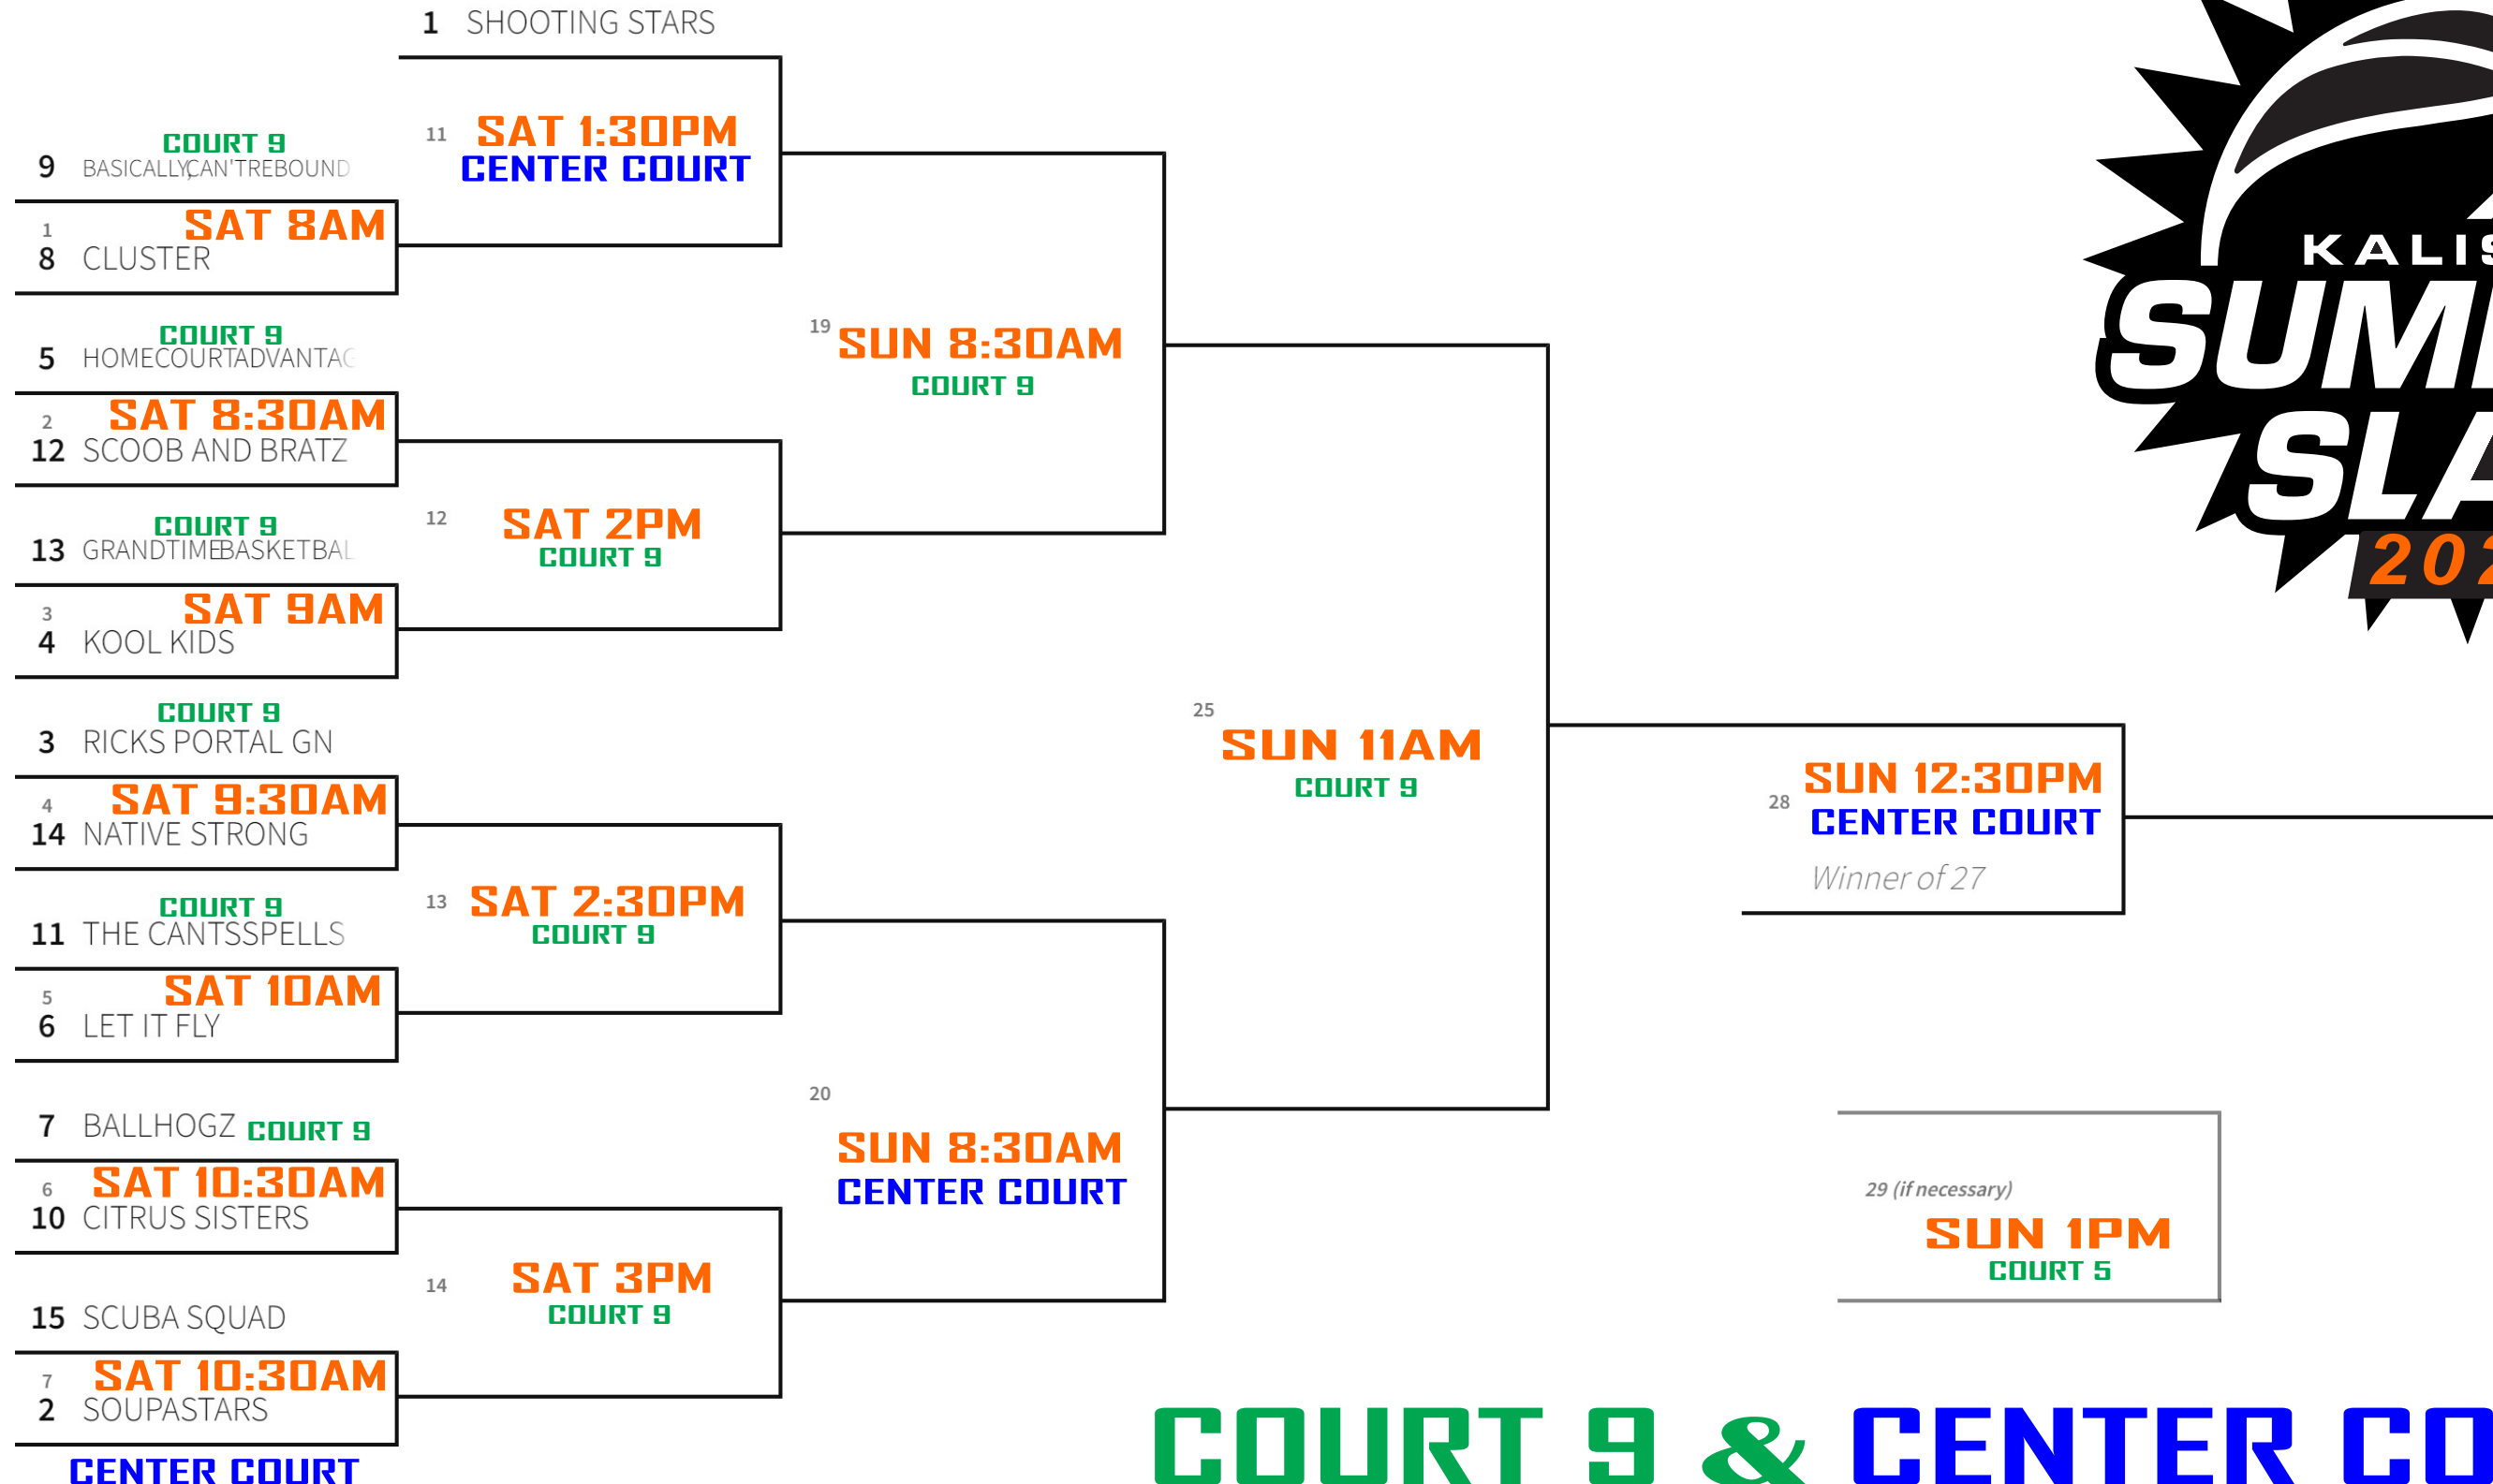 1 SHOOTING STARS
COURT 9
9 BASICALLY,CAN'TREBOUND
1 SAT 8AM
8 CLUSTER
11 SAT 1:30PM
CENTER COURT
COURT 9
5 HOMECOURTADVANTAG
2 SAT 8:30AM
12 SCOOB AND BRATZ
19 SUN 8:30AM
COURT 9
COURT 9
13 GRANDTIMEBASKETBAL
3 SAT 9AM
4 KOOL KIDS
12 SAT 2PM
COURT 9
COURT 9
3 RICKS PORTAL GN
4 SAT 9:30AM
14 NATIVE STRONG
25
SUN 11AM
COURT 9
COURT 9
11 THE CANTSSPELLS
5 SAT 10AM
6 LET IT FLY
13 SAT 2:30PM
COURT 9
28 SUN 12:30PM
CENTER COURT
Winner of 27
7 BALLHOGZ COURT 9
6 SAT 10:30AM
10 CITRUS SISTERS
20
SUN 8:30AM
CENTER COURT
15 SCUBA SQUAD
7 SAT 10:30AM
2 SOUPASTARS
CENTER COURT
14 SAT 3PM
COURT 9
29 (if necessary)
SUN 1PM
COURT 5
KALIS
SUM
SLA
202
COURT 9 & CENTER CO